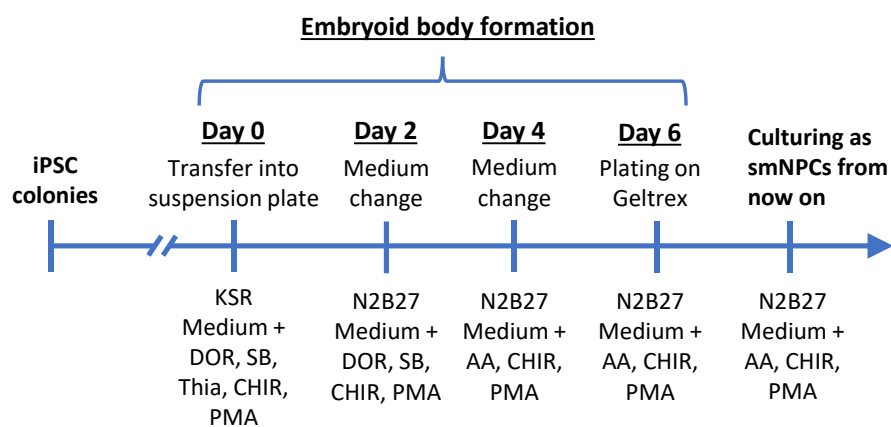 Embryoid body formation
iPSC
colonies
Day 0
Transfer into
suspension plate
Day 2
Medium
change
Day 4
Medium
change
Day 6
Plating on
Geltrex
Culturing as
smNPCs from
now on
KSR
Medium +
DOR, SB,
Thia, CHIR,
PMA
N2B27
Medium +
DOR, SB,
CHIR, PMA
N2B27
Medium +
AA, CHIR,
PMA
N2B27
Medium +
AA, CHIR,
PMA
N2B27
Medium +
AA, CHIR,
PMA